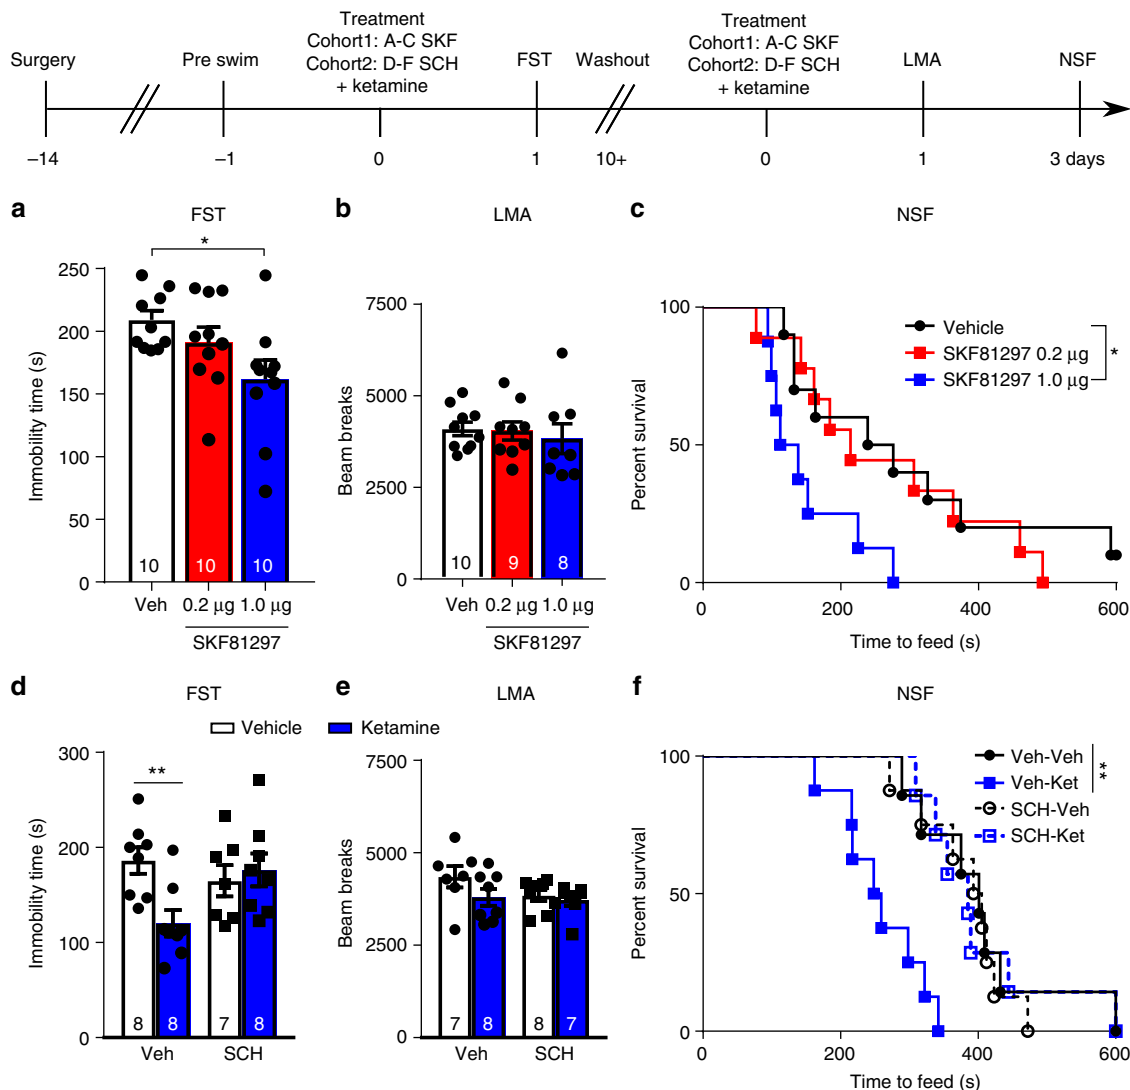 Treatment
Cohort1: A-C SKF
Cohort2: D-F SCH
+ ketamine
Treatment
Cohort1: A-C SKF
Cohort2: D-F SCH
+ ketamine
Surgery
Pre swim
FST
Washout
LMA
NSF
–14
–1
0
1
10+
0
1
3 days
a
FST
*
Immobility time (s)
250
200
150
100
50
0
10
10
10
Veh
0.2 µg
1.0 µg
SKF81297
b
LMA
Beam breaks
7500
5000
2500
0
10
9
8
Veh
0.2 µg
1.0 µg
SKF81297
c
NSF
Percent survival
100
50
0
Vehicle
SKF81297 0.2 µg
SKF81297 1.0 µg
*
0
200
400
600
Time to feed (s)
d
FST
Vehicle
Ketamine
Immobility time (s)
300
200
100
0
**
8
8
7
8
Veh
SCH
e
LMA
Beam breaks
7500
5000
2500
0
7
8
8
7
Veh
SCH
f
NSF
Percent survival
100
50
0
Veh-Veh
Veh-Ket
SCH-Veh
SCH-Ket
**
0
200
400
600
Time to feed (s)